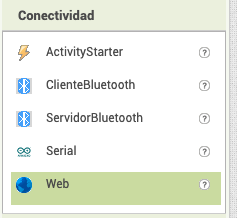 Conectividad
ActivityStarter
ClienteBluetooth
ServidorBluetooth
Serial
Web